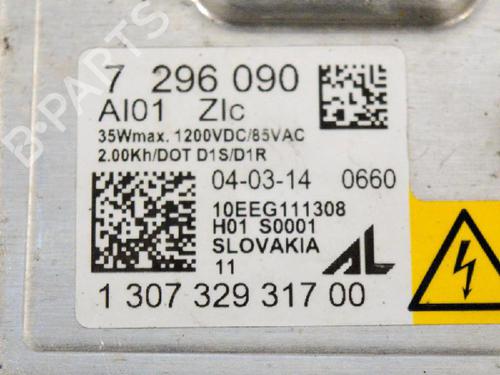 7 296 090
AI01 ZIc
35Wmax. 1200VDC/85VAC
2.00Kh/DOT D1S/D1R
04-03-14 0660
10EEG111308
H01 S0001
SLOVAKIA
11
AL
1 307 329 317 00
B-PARTS